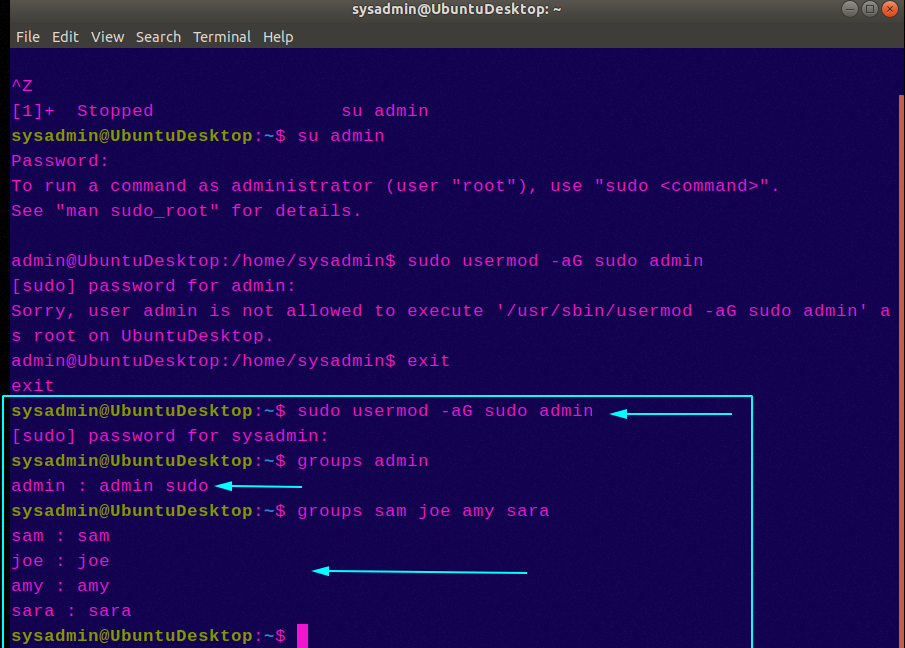 sysadmin@UbuntuDesktop: ~
File Edit View Search Terminal Help
^Z
[1]+  Stopped                 su admin
sysadmin@UbuntuDesktop:~$ su admin
Password:
To run a command as administrator (user "root"), use "sudo <command>".
See "man sudo_root" for details.
admin@UbuntuDesktop:/home/sysadmin$ sudo usermod -aG sudo admin
[sudo] password for admin:
Sorry, user admin is not allowed to execute '/usr/sbin/usermod -aG sudo admin' a
s root on UbuntuDesktop.
admin@UbuntuDesktop:/home/sysadmin$ exit
exit
sysadmin@UbuntuDesktop:~$ sudo usermod -aG sudo admin
[sudo] password for sysadmin:
sysadmin@UbuntuDesktop:~$ groups admin
admin : admin sudo
sysadmin@UbuntuDesktop:~$ groups sam joe amy sara
sam : sam
joe : joe
amy : amy
sara : sara
sysadmin@UbuntuDesktop:~$